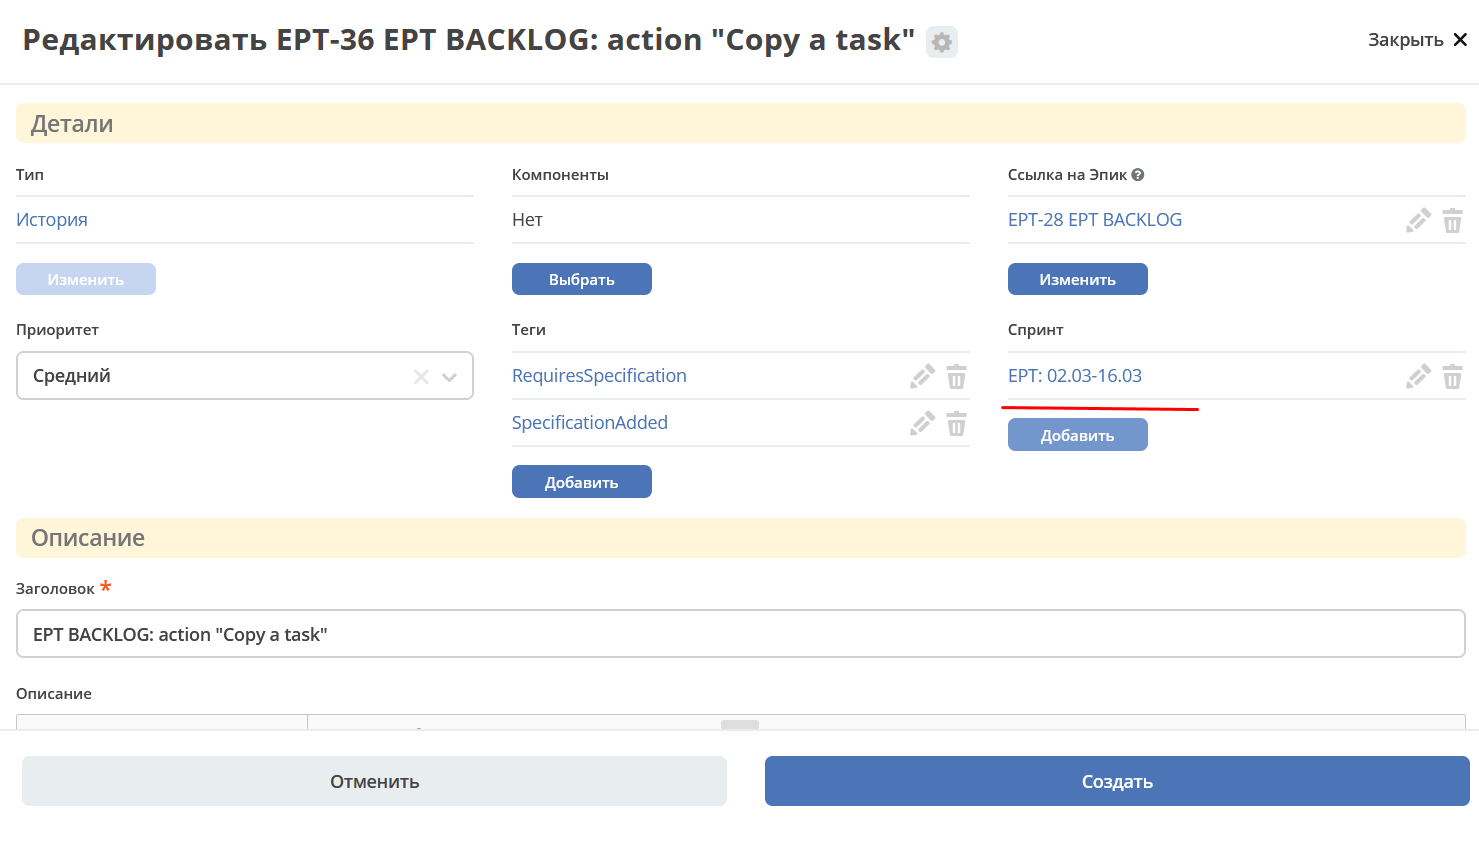 Редактировать EPT-36 EPT BACKLOG: action "Copy a task"
Закрыть
Детали
Тип
История
Изменить
Приоритет
Средний
Компоненты
Нет
Выбрать
Теги
RequiresSpecification
SpecificationAdded
Добавить
Ссылка на Эпик
EPT-28 EPT BACKLOG
Изменить
Спринт
EPT: 02.03-16.03
Добавить
Описание
Заголовок *
EPT BACKLOG: action "Copy a task"
Описание
Отменить
Создать